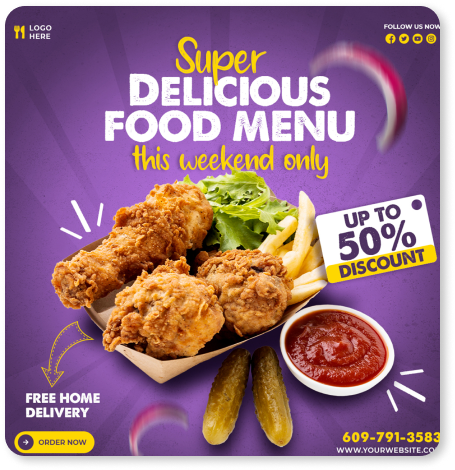 LOGO
HERE
FOLLOW US NOW
Super
DELICIOUS
FOOD MENU
this weekend only
UP TO
50%
DISCOUNT
FREE HOME
DELIVERY
ORDER NOW
609-791-3583
WWW.YOURWEBSITE.CO